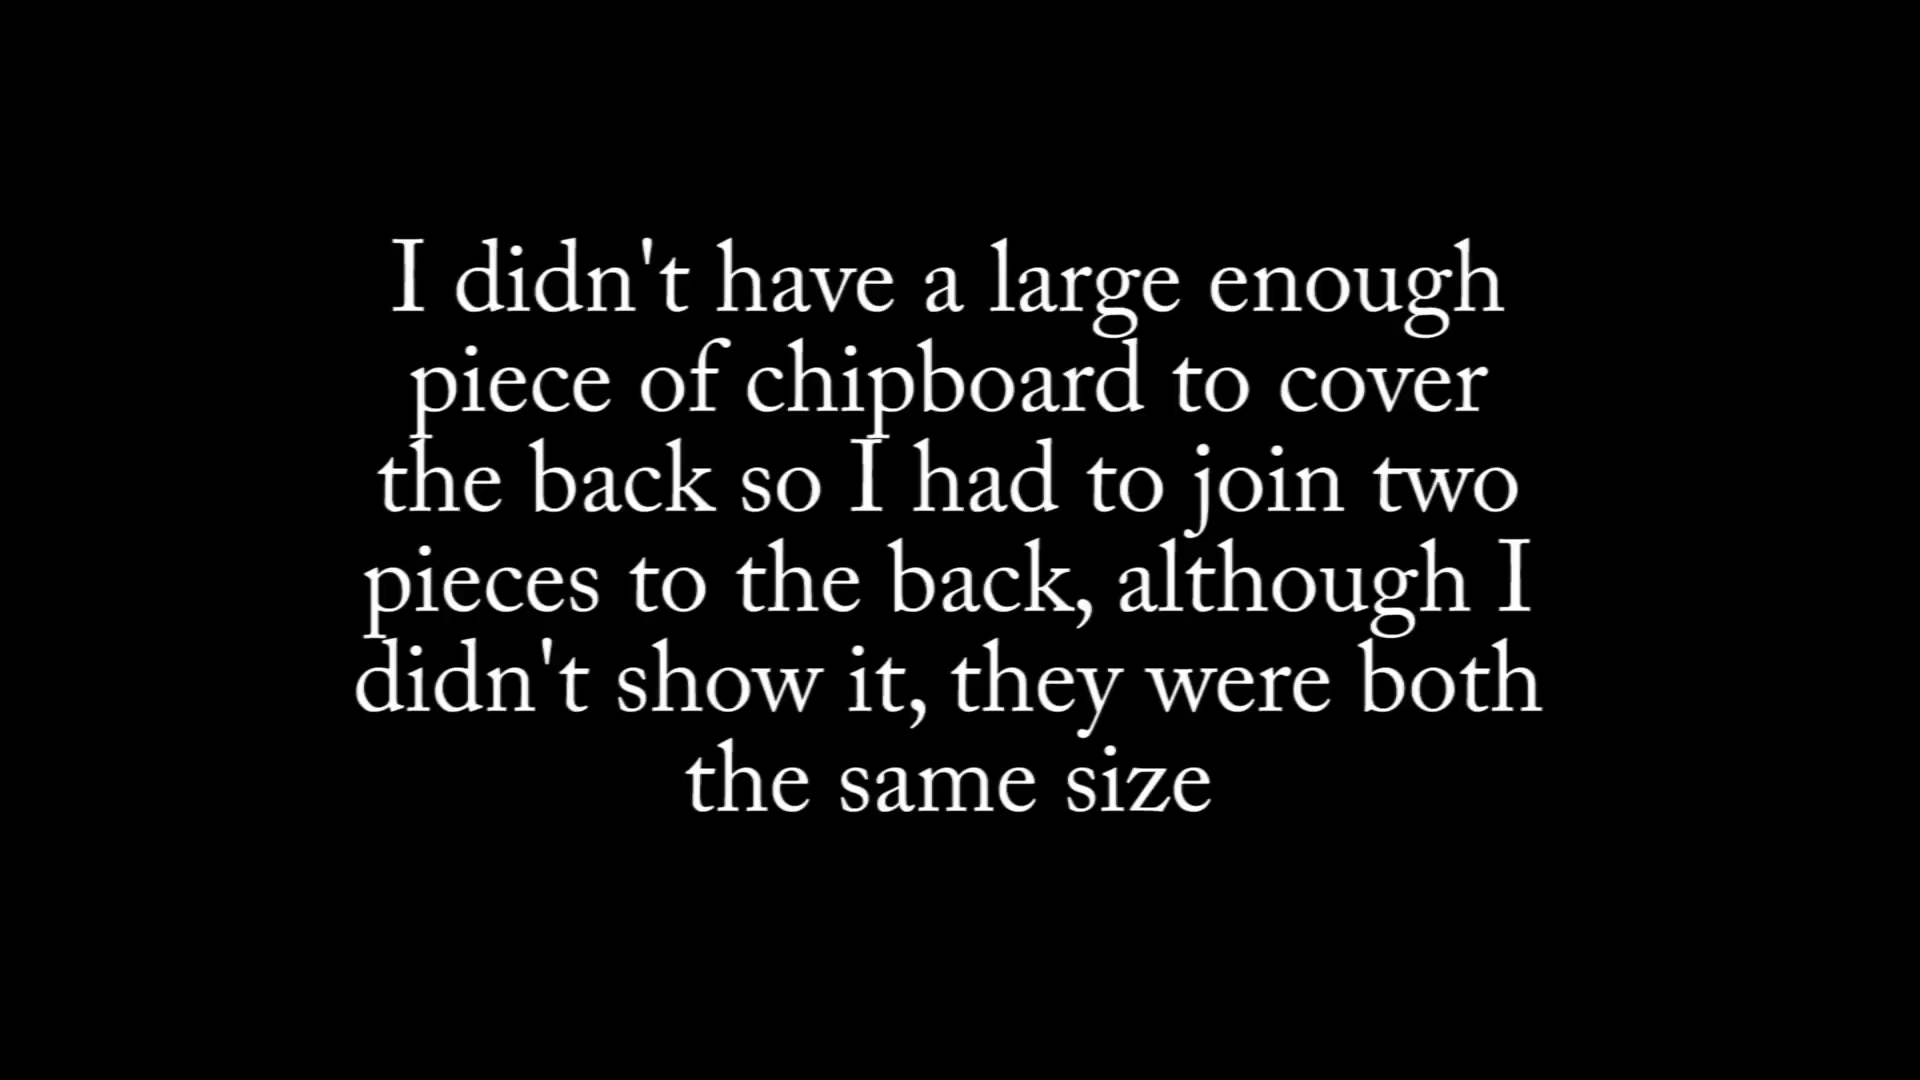 I didn't have a large enough
piece of chipboard to cover
the back so I had to join two
pieces to the back, although I
didn't show it, they were both
the same size